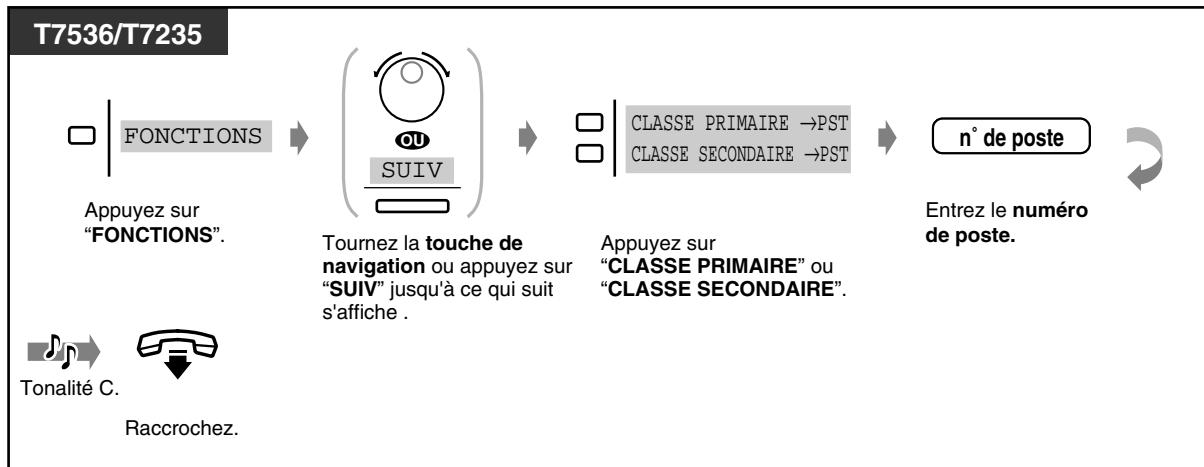 T7536/T7235
FONCTIONS
OU
SUIV
CLASSE PRIMAIRE →PST
CLASSE SECONDAIRE →PST
n° de poste
Appuyez sur
“FONCTIONS”.
Tournez la touche de
navigation ou appuyez sur
“SUIV” jusqu'à ce qui suit
s'affiche .
Appuyez sur
“CLASSE PRIMAIRE” ou
“CLASSE SECONDAIRE”.
Entrez le numéro
de poste.
Tonalité C.
Raccrochez.